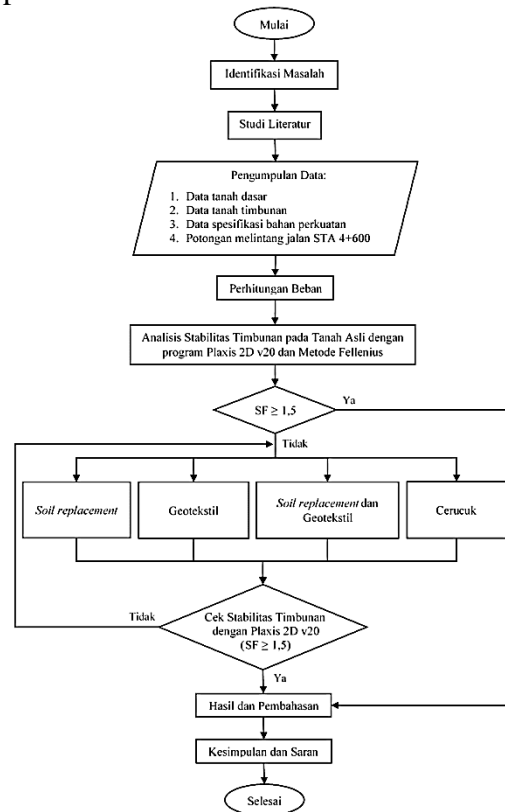 Mulai
Identifikasi Masalah
Studi Literatur
Pengumpulan Data:
1. Data tanah dasar
2. Data tanah timbunan
3. Data spesifikasi bahan perkuatan
4. Potongan melintang jalan STA 4+600
Perhitungan Beban
Analisis Stabilitas Timbunan pada Tanah Asli dengan
program Plaxis 2D v20 dan Metode Fellenius
SF ≥ 1,5
Ya
Tidak
Soil replacement
Geotekstil
Soil replacement dan
Geotekstil
Cerucuk
Tidak
Cek Stabilitas Timbunan
dengan Plaxis 2D v20
(SF ≥ 1,5)
Ya
Hasil dan Pembahasan
Kesimpulan dan Saran
Selesai